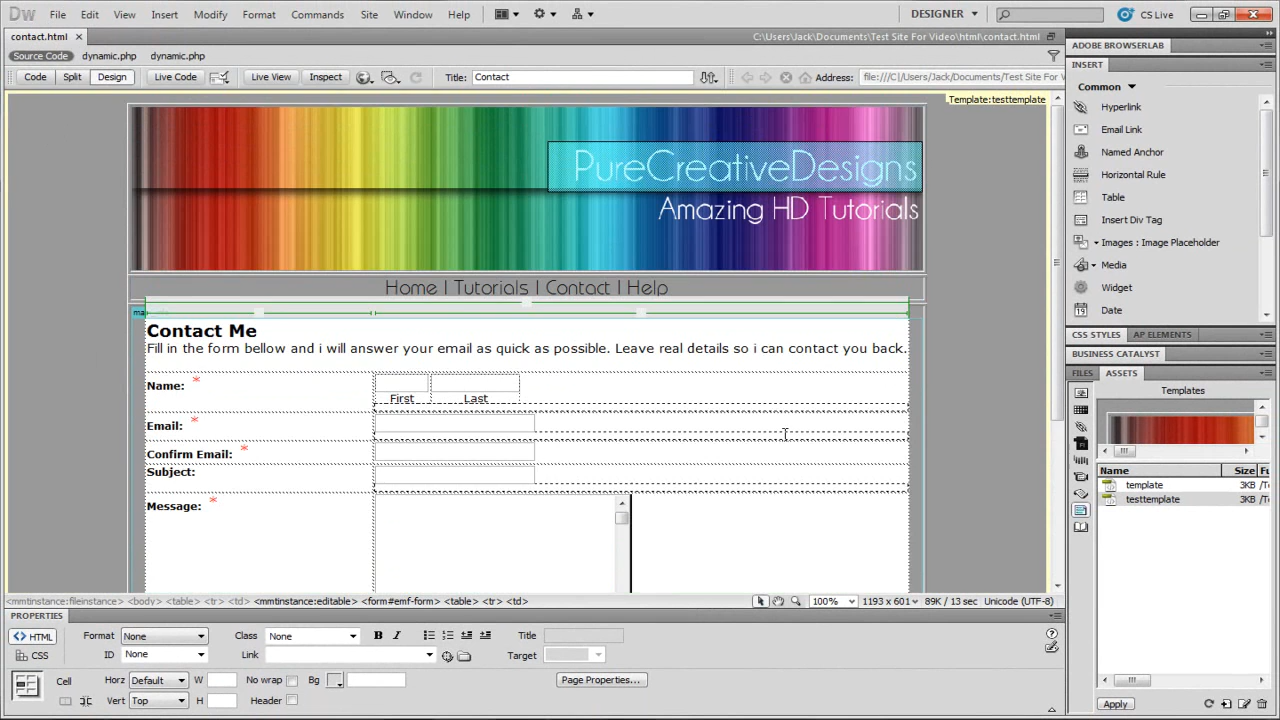 Dw File Edit View Insert Modify Format Commands Site Window Help DESIGNER CS Live
contact.html C:\Users\Jack\Documents\Test Site For Video\html\contact.html
Source Code dynamic.php dynamic.php
Code Split Design Live Code Live View Inspect Title: Contact Address: file:///C|/Users/Jack/Documents/Test Site For
Template:testtemplate
PureCreativeDesigns
Amazing HD Tutorials
Home | Tutorials | Contact | Help
Contact Me
Fill in the form bellow and i will answer your email as quick as possible. Leave real details so i can contact you back.
Name: *
First Last
Email: *
Confirm Email: *
Subject:
Message: *
<mmtinstance:fileinstance> <body> <table> <tr> <td> <mmtinstance:editable> <form#emf-form> <table> <tr> <td> 100% 1193 x 601 89K / 13 sec Unicode (UTF-8)
PROPERTIES
<> HTML Format None Class None B I Title
CSS ID None Link Target
Cell Horz Default W No wrap Bg Page Properties...
Vert Top H Header
ADOBE BROWSERLAB
INSERT
Common
Hyperlink
Email Link
Named Anchor
Horizontal Rule
Table
Insert Div Tag
Images : Image Placeholder
Media
Widget
Date
CSS STYLES AP ELEMENTS
BUSINESS CATALYST
FILES ASSETS
Templates
Name Size
template 3KB
testtemplate 3KB
Apply